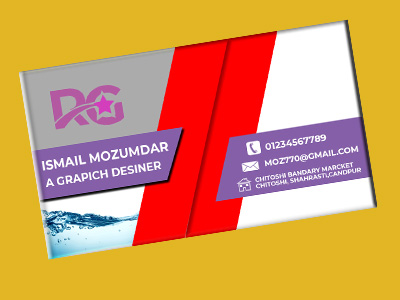 RG
ISMAIL MOZUMDAR
A GRAPICH DESINER
01234567789
MOZ770@GMAIL.COM
CHITOSHI BANDARY MARCKET
CHITOSHI, SHAHRASTI,CANDPUR